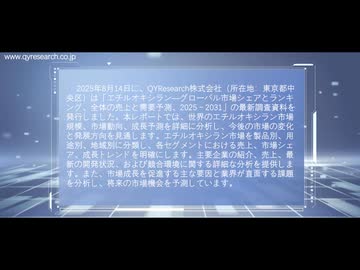 www.qyresearch.co.jp
2025年8月14日に、QYResearch株式会社（所在地: 東京都中
央区）は「エチルオキシラン―グローバル市場シェアとランキ
ング、全体の売上と需要予測、2025～2031」の最新調査資料を
発行しました。本レポートでは、世界のエチルオキシラン市場
規模、市場動向、成長予測を詳細に分析し、今後の市場の変化
と発展方向を見通します。エチルオキシラン市場を製品別、用
途別、地域別に分類し、各セグメントにおける売上、市場シェ
ア、成長トレンドを明確にします。主要企業の紹介、売上、最
新の開発状況、および競合環境に関する詳細な分析を提供しま
す。また、市場成長を促進する主な要因と業界が直面する課題
を分析し、将来の市場機会を予測しています。